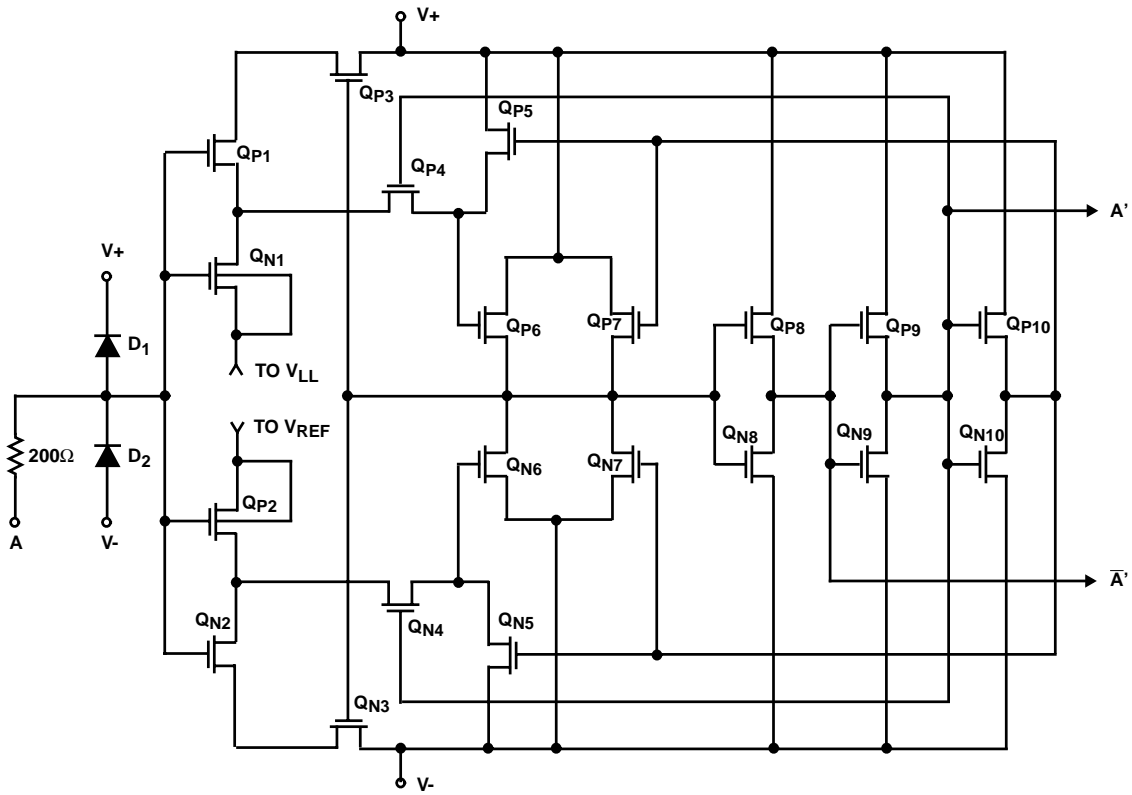 V+
QP3
QP5
QP1
QP4
A'
V+
QN1
QP6
QP7
QP8
QP9
QP10
D1
TO VLL
TO VREF
200Ω
D2
QN6
QN7
QN8
QN9
QN10
QP2
A
V-
A̅'
QN2
QN4
QN5
QN3
V-